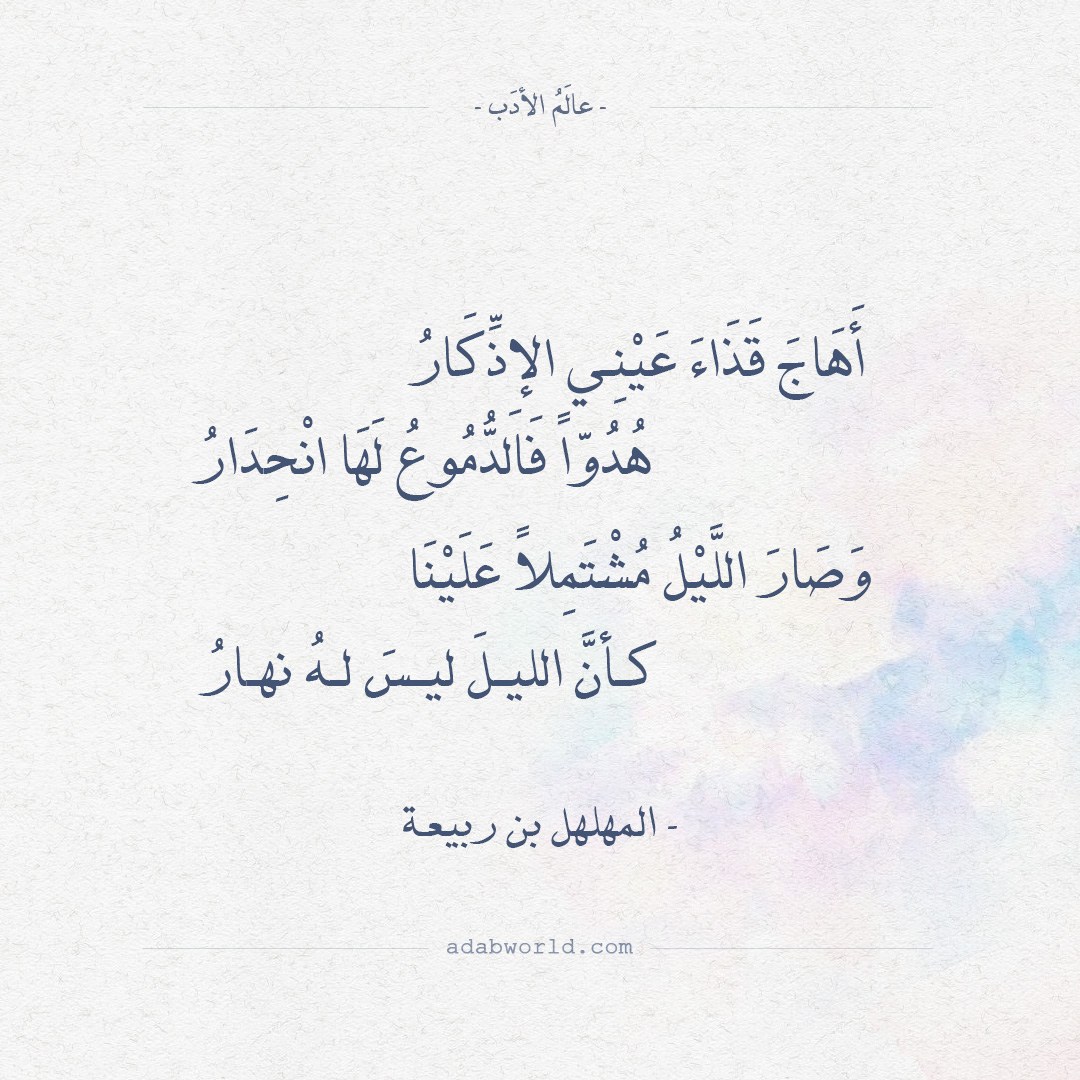 - عالَمُ الأدَب -
أَهَاجَ قَذَاءَ عَيْنِي الإِذِّكَارُ
هُدُوّاً فَالَدُّمُوعُ لَهَا انْحِدَارُ
وَصَارَ اللَّيْلُ مُشْتَمِلاً عَلَيْنَا
كأنَّ الليلَ ليسَ لهُ نهارُ
- المهلهل بن ربيعة
adabworld.com